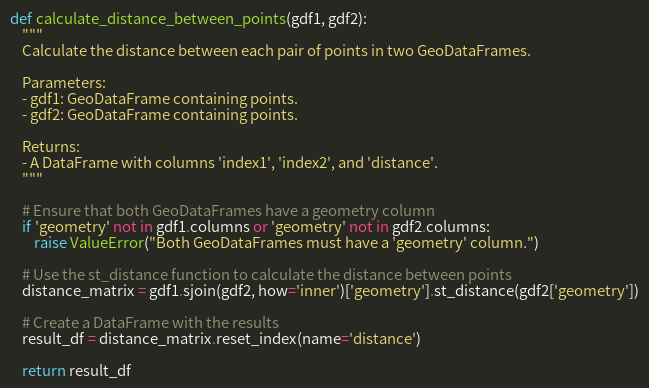 def calculate_distance_between_points(gdf1, gdf2):
    """
    Calculate the distance between each pair of points in two GeoDataFrames.

    Parameters:
    - gdf1: GeoDataFrame containing points.
    - gdf2: GeoDataFrame containing points.

    Returns:
    - A DataFrame with columns 'index1', 'index2', and 'distance'.
    """

    # Ensure that both GeoDataFrames have a geometry column
    if 'geometry' not in gdf1.columns or 'geometry' not in gdf2.columns:
        raise ValueError("Both GeoDataFrames must have a 'geometry' column.")

    # Use the st_distance function to calculate the distance between points
    distance_matrix = gdf1.sjoin(gdf2, how='inner')['geometry'].st_distance(gdf2['geometry'])

    # Create a DataFrame with the results
    result_df = distance_matrix.reset_index(name='distance')

    return result_df